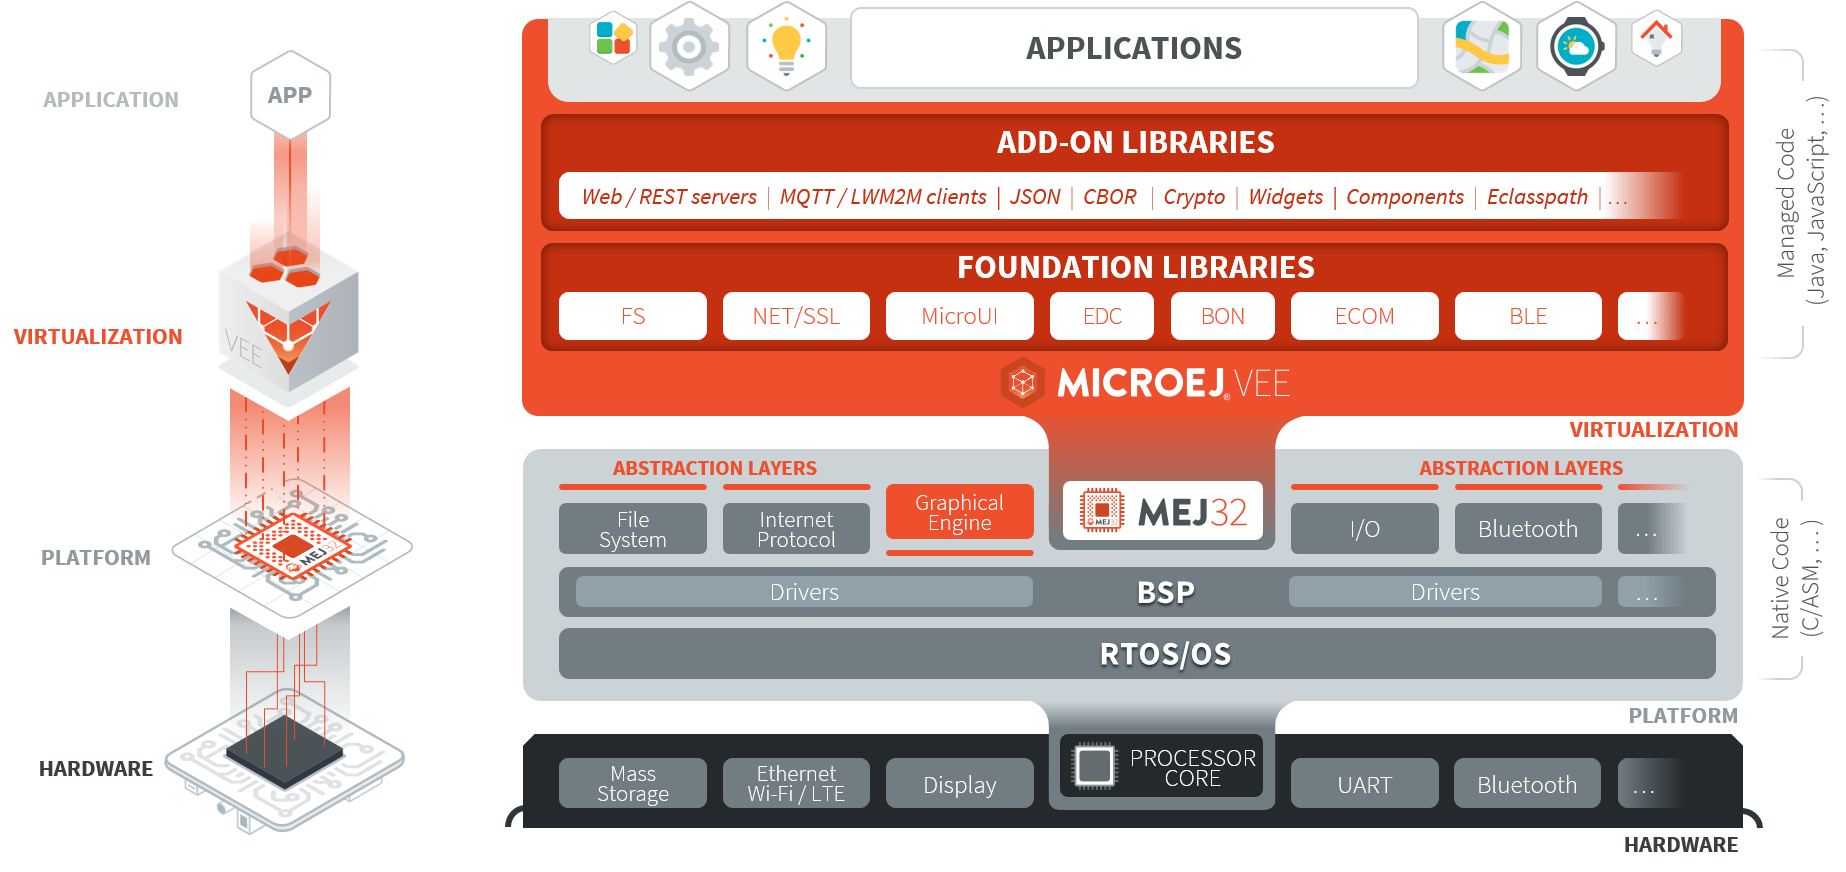 APPLICATION
APP
VIRTUALIZATION
VEE
PLATFORM
MEJ32
HARDWARE
APPLICATIONS
ADD-ON LIBRARIES
Web / REST servers | MQTT / LWM2M clients | JSON | CBOR | Crypto | Widgets | Components | Eclasspath | ...
FOUNDATION LIBRARIES
FS NET/SSL MicroUI EDC BON ECOM BLE ...
MICROEJ® VEE
VIRTUALIZATION
ABSTRACTION LAYERS
ABSTRACTION LAYERS
File
System
Internet
Protocol
Graphical
Engine
MEJ32
MEJ32
I/O
Bluetooth
...
Drivers BSP Drivers ...
RTOS/OS
PLATFORM
Mass
Storage
Ethernet
Wi-Fi / LTE
Display
PROCESSOR
CORE
UART
Bluetooth
...
HARDWARE
Managed Code
(Java, JavaScript, ...)
Native Code
(C/ASM, ...)